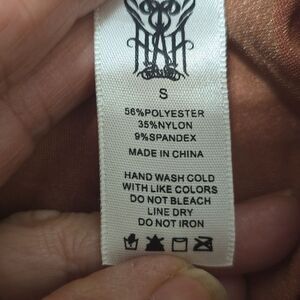 S
56%POLYESTER
35%NYLON
9%SPANDEX
MADE IN CHINA
HAND WASH COLD
WITH LIKE COLORS
DO NOT BLEACH
LINE DRY
DO NOT IRON